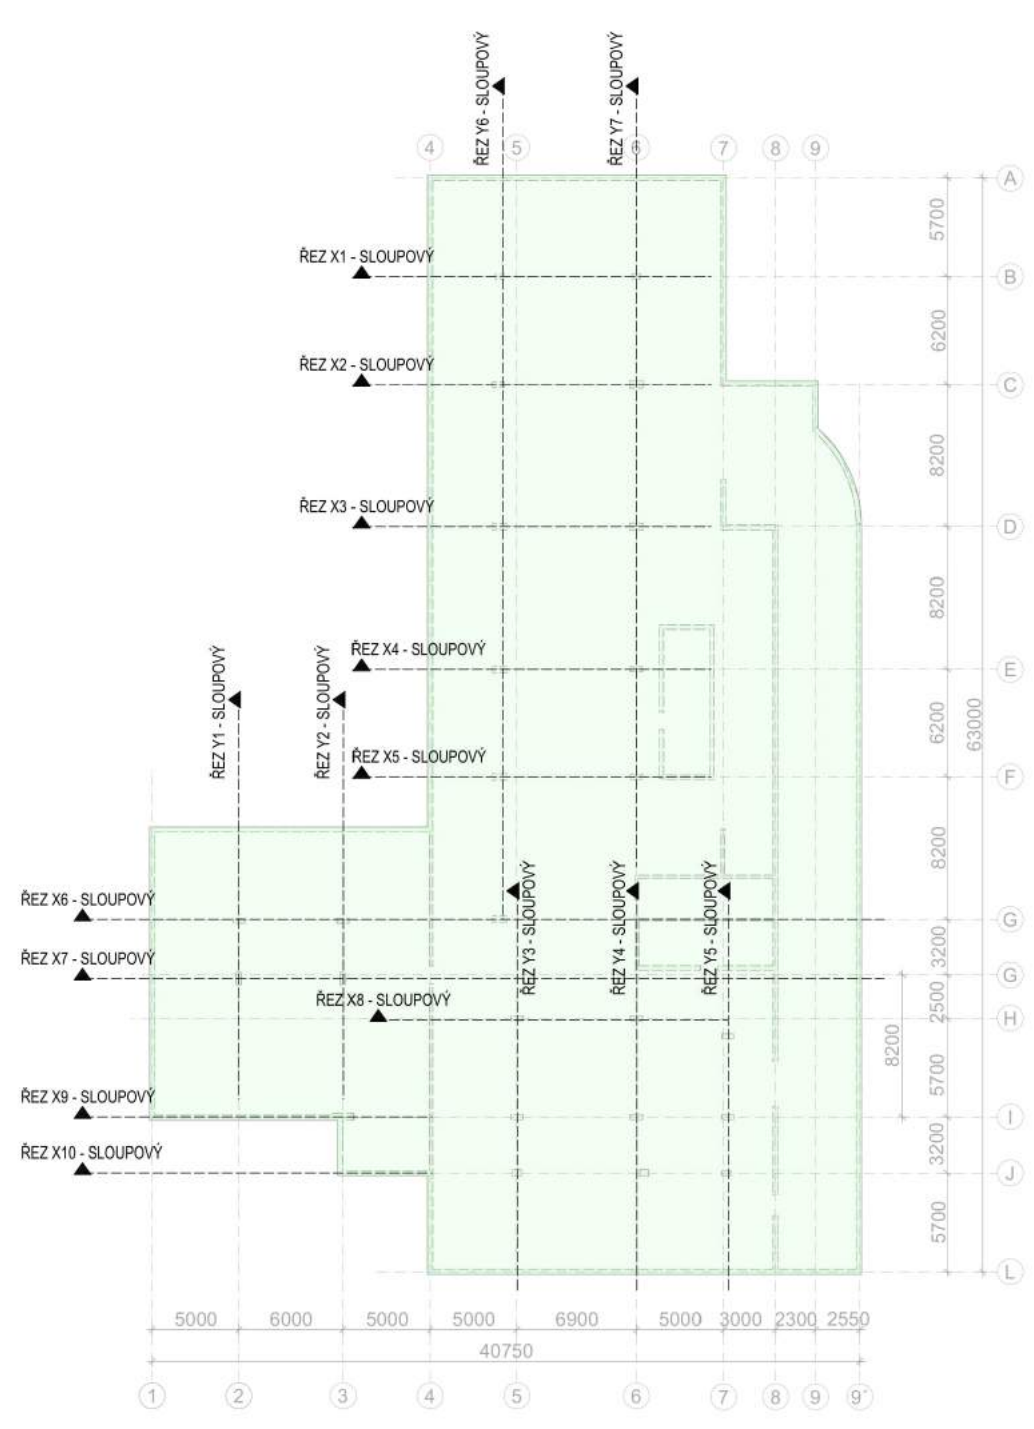 ŘEZ Y6 - SLOUPOVÝ
ŘEZ Y7 - SLOUPOVÝ
4
5
6
7
8
9
A
5700
ŘEZ X1 - SLOUPOVÝ
B
6200
ŘEZ X2 - SLOUPOVÝ
C
8200
ŘEZ X3 - SLOUPOVÝ
D
8200
ŘEZ X4 - SLOUPOVÝ
E
ŘEZ Y1 - SLOUPOVÝ
ŘEZ Y2 - SLOUPOVÝ
6200
63000
ŘEZ X5 - SLOUPOVÝ
F
8200
ŘEZ Y3 - SLOUPOVÝ
ŘEZ Y4 - SLOUPOVÝ
ŘEZ Y5 - SLOUPOVÝ
ŘEZ X6 - SLOUPOVÝ
G
3200
ŘEZ X7 - SLOUPOVÝ
G
2500
ŘEZ X8 - SLOUPOVÝ
H
8200
5700
ŘEZ X9 - SLOUPOVÝ
I
3200
ŘEZ X10 - SLOUPOVÝ
J
5700
L
5000 6000 5000 5000 6900 5000 3000 2300 2550
40750
1 2 3 4 5 6 7 8 9 9'